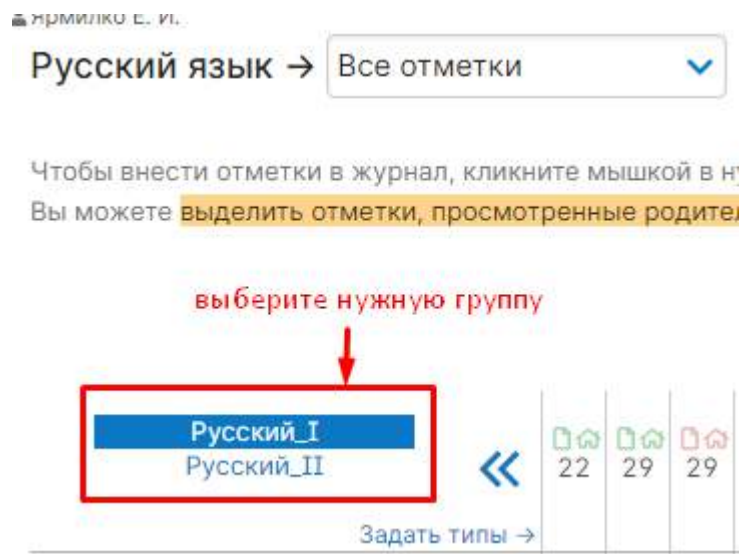 Ярмилко Е. И.
Русский язык → Все отметки
Чтобы внести отметки в журнал, кликните мышкой в
Вы можете выделить отметки, просмотренные
выберите нужную группу
Русский_I
Русский_II
22 29 29
Задать типы →